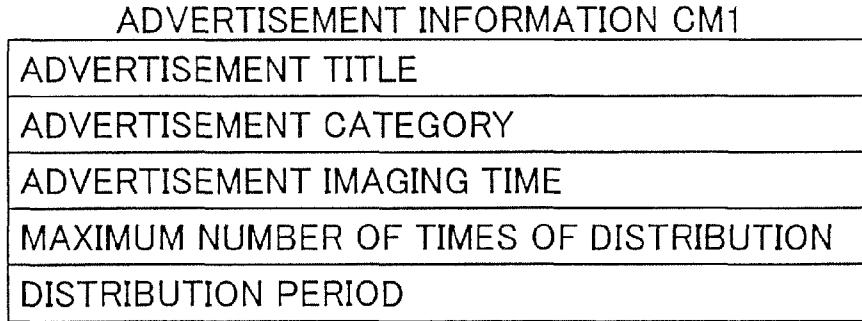 ADVERTISEMENT INFORMATION CM1
ADVERTISEMENT TITLE
ADVERTISEMENT CATEGORY
ADVERTISEMENT IMAGING TIME
MAXIMUM NUMBER OF TIMES OF DISTRIBUTION
DISTRIBUTION PERIOD